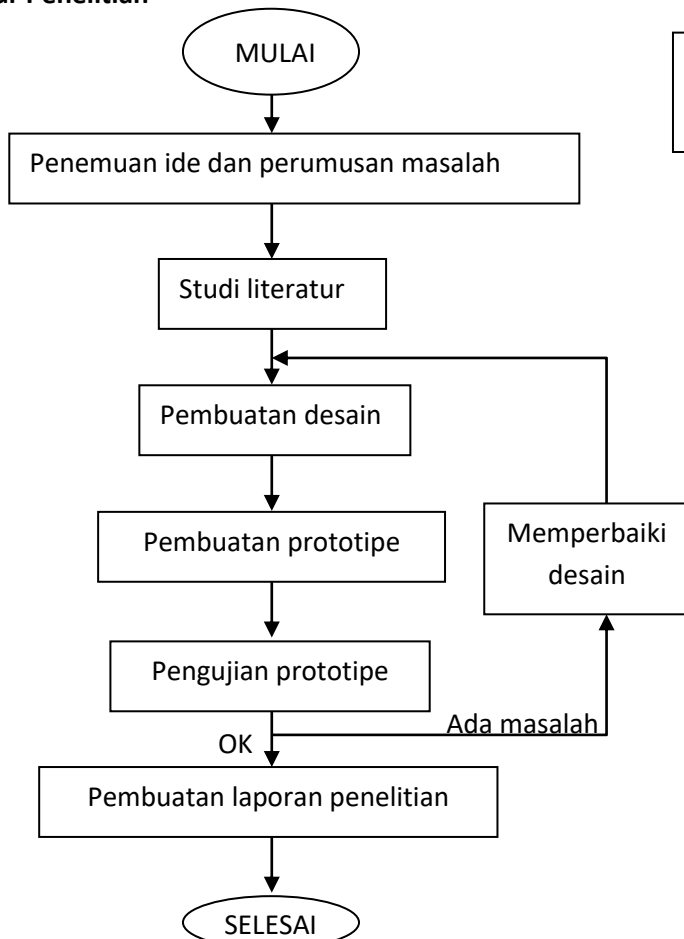 Penelitian
MULAI
Penemuan ide dan perumusan masalah
Studi literatur
Pembuatan desain
Pembuatan prototipe
Memperbaiki
desain
Pengujian prototipe
Ada masalah
OK
Pembuatan laporan penelitian
SELESAI